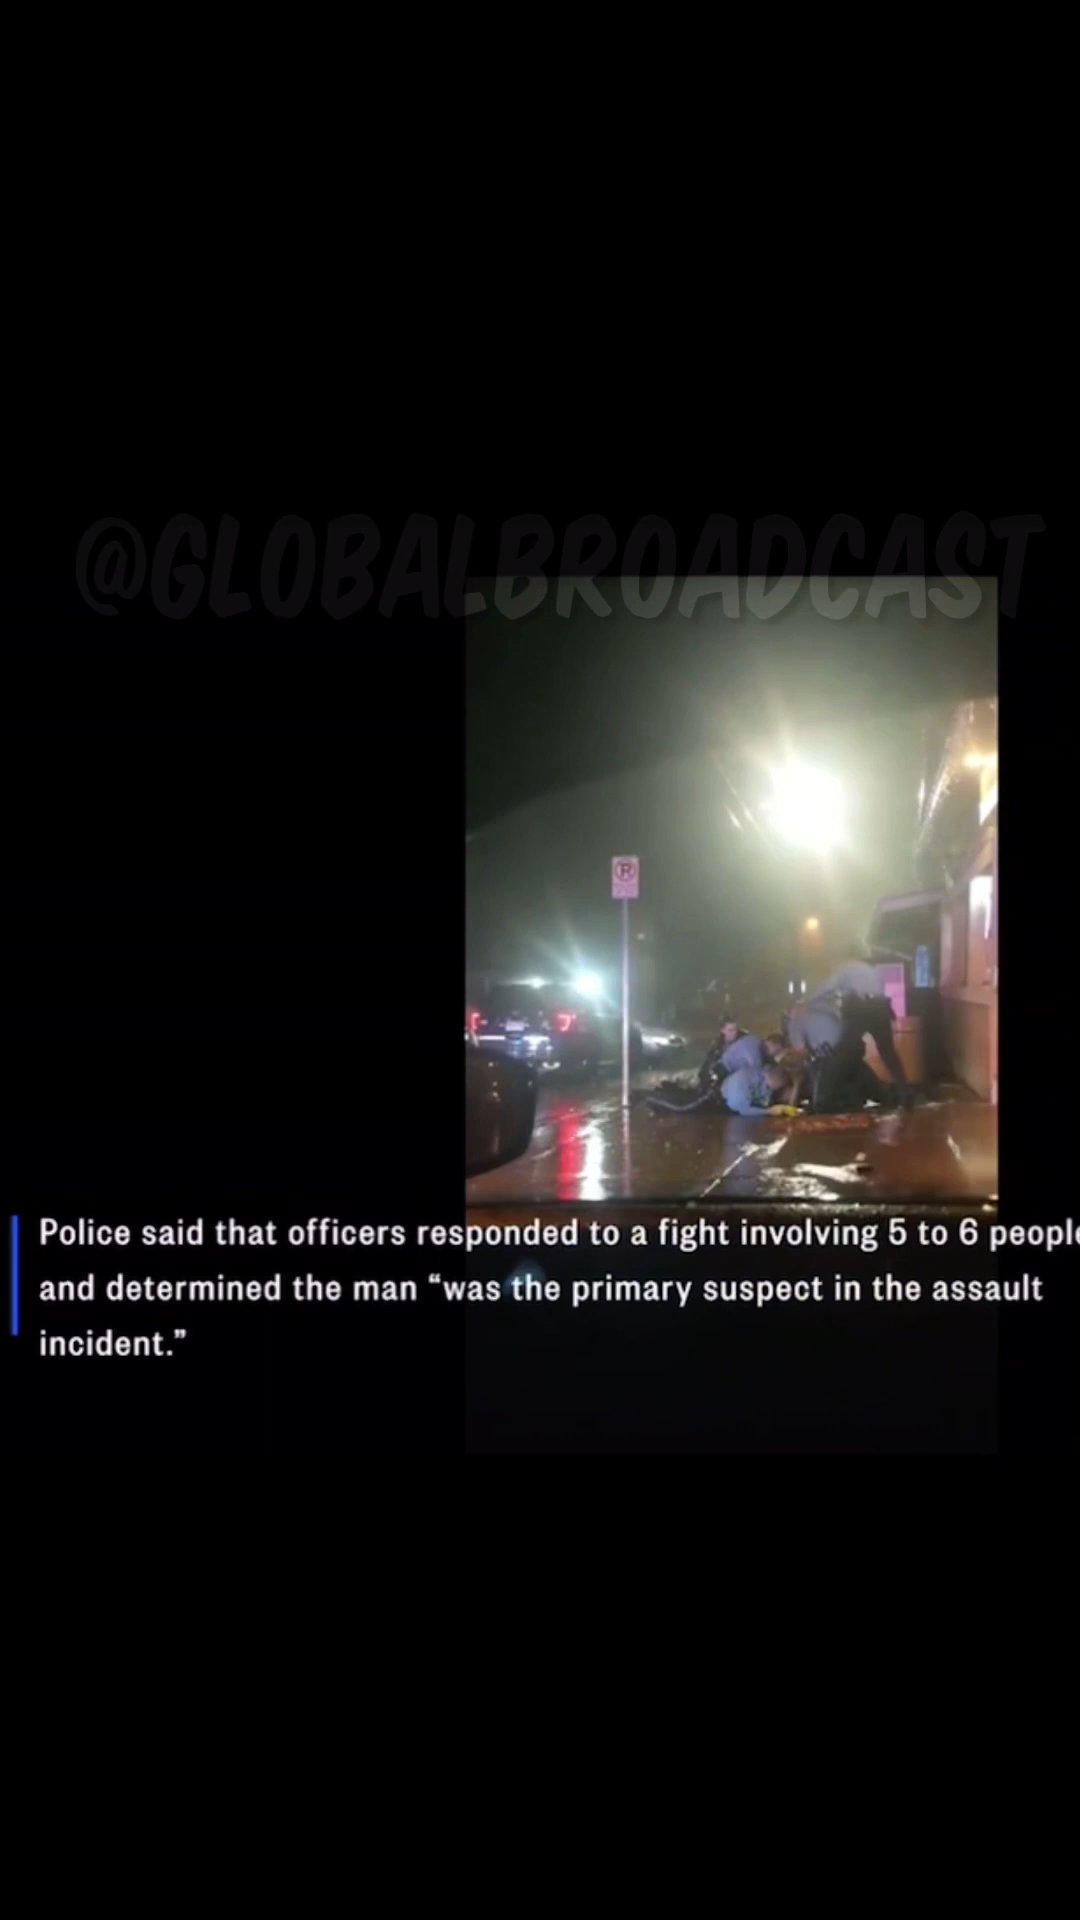 @GLOBALBROADCAST
Police said that officers responded to a fight involving 5 to 6 people
and determined the man “was the primary suspect in the assault
incident.”